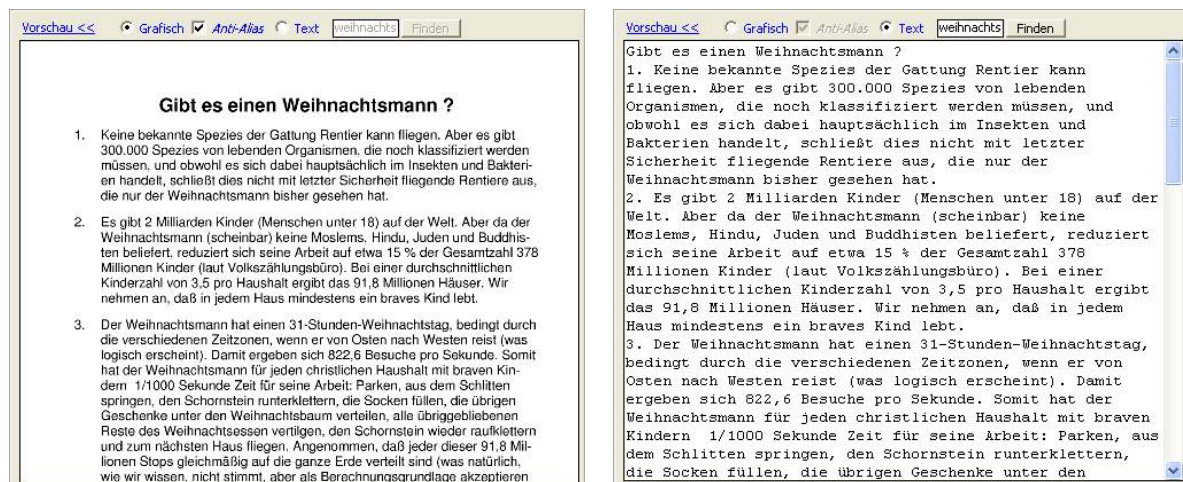 Vorschau << Grafisch Anti-Alias Text weihnachts Finden
Gibt es einen Weihnachtsmann ?
1. Keine bekannte Spezies der Gattung Rentier kann fliegen. Aber es gibt
300.000 Spezies von lebenden Organismen, die noch klassifiziert werden
müssen, und obwohl es sich dabei hauptsächlich im Insekten und Bakteri-
en handelt, schließt dies nicht mit letzter Sicherheit fliegende Rentiere aus,
die nur der Weihnachtsmann bisher gesehen hat.
2. Es gibt 2 Milliarden Kinder (Menschen unter 18) auf der Welt. Aber da der
Weihnachtsmann (scheinbar) keine Moslems, Hindu, Juden und Buddhis-
ten beliefert, reduziert sich seine Arbeit auf etwa 15 % der Gesamtzahl 378
Millionen Kinder (laut Volkszählungsbüro). Bei einer durchschnittlichen
Kinderzahl von 3,5 pro Haushalt ergibt das 91,8 Millionen Häuser. Wir
nehmen an, daß in jedem Haus mindestens ein braves Kind lebt.
3. Der Weihnachtsmann hat einen 31-Stunden-Weihnachtstag, bedingt durch
die verschiedenen Zeitzonen, wenn er von Osten nach Westen reist (was
logisch erscheint). Damit ergeben sich 822,6 Besuche pro Sekunde. Somit
hat der Weihnachtsmann für jeden christlichen Haushalt mit braven Kin-
dern 1/1000 Sekunde Zeit für seine Arbeit: Parken, aus dem Schlitten
springen, den Schornstein runterklettern, die Socken füllen, die übrigen
Geschenke unter den Weihnachtsbaum verteilen, alle übriggebliebenen
Reste des Weihnachtsessen vertilgen, den Schornstein wieder raufklettern
und zum nächsten Haus fliegen. Angenommen, daß jeder dieser 91,8 Mil-
lionen Stops gleichmäßig auf die ganze Erde verteilt sind (was natürlich,
wie wir wissen, nicht stimmt, aber als Berechnungsgrundlage akzeptieren
Vorschau << Grafisch Anti-Alias Text weihnachts Finden
Gibt es einen Weihnachtsmann ?
1. Keine bekannte Spezies der Gattung Rentier kann
fliegen. Aber es gibt 300.000 Spezies von lebenden
Organismen, die noch klassifiziert werden müssen, und
obwohl es sich dabei hauptsächlich im Insekten und
Bakterien handelt, schließt dies nicht mit letzter
Sicherheit fliegende Rentiere aus, die nur der
Weihnachtsmann bisher gesehen hat.
2. Es gibt 2 Milliarden Kinder (Menschen unter 18) auf der
Welt. Aber da der Weihnachtsmann (scheinbar) keine
Moslems, Hindu, Juden und Buddhisten beliefert, reduziert
sich seine Arbeit auf etwa 15 % der Gesamtzahl 378
Millionen Kinder (laut Volkszählungsbüro). Bei einer
durchschnittlichen Kinderzahl von 3,5 pro Haushalt ergibt
das 91,8 Millionen Häuser. Wir nehmen an, daß in jedem
Haus mindestens ein braves Kind lebt.
3. Der Weihnachtsmann hat einen 31-Stunden-Weihnachtstag,
bedingt durch die verschiedenen Zeitzonen, wenn er von
Osten nach Westen reist (was logisch erscheint). Damit
ergeben sich 822,6 Besuche pro Sekunde. Somit hat der
Weihnachtsmann für jeden christlichen Haushalt mit braven
Kindern 1/1000 Sekunde Zeit für seine Arbeit: Parken, aus
dem Schlitten springen, den Schornstein runterklettern,
die Socken füllen, die übrigen Geschenke unter den